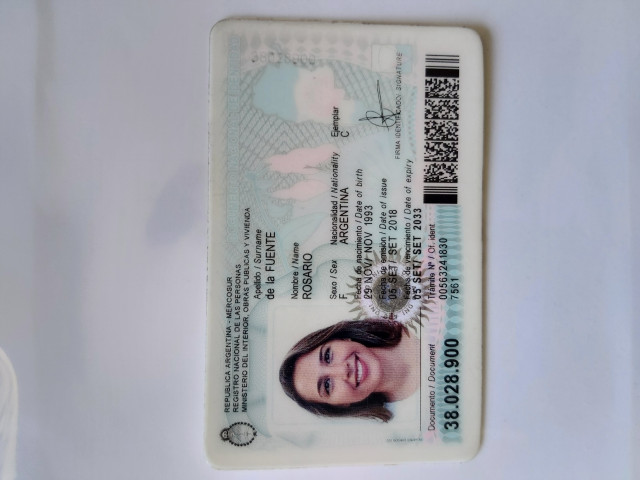 REPUBLICA ARGENTINA - MERCOSUR
REGISTRO NACIONAL DE LAS PERSONAS
MINISTERIO DEL INTERIOR, OBRAS PUBLICAS Y VIVIENDA
Apellido / Surname
de la FUENTE
Nombre / Name
ROSARIO
Sexo / Sex Nacionalidad / Nationality Ejemplar
F ARGENTINA C
Fecha de nacimiento / Date of birth
29 NOV/ NOV 1993
Fecha de emisión / Date of issue
05 SET/ SET 2018
Fecha de vencimiento / Date of expiry
05 SET/ SET 2033
FIRMA IDENTIFICADO/ SIGNATURE
Trámite N° / Of. ident
00563241830
7561
Documento / Document
38.028.900